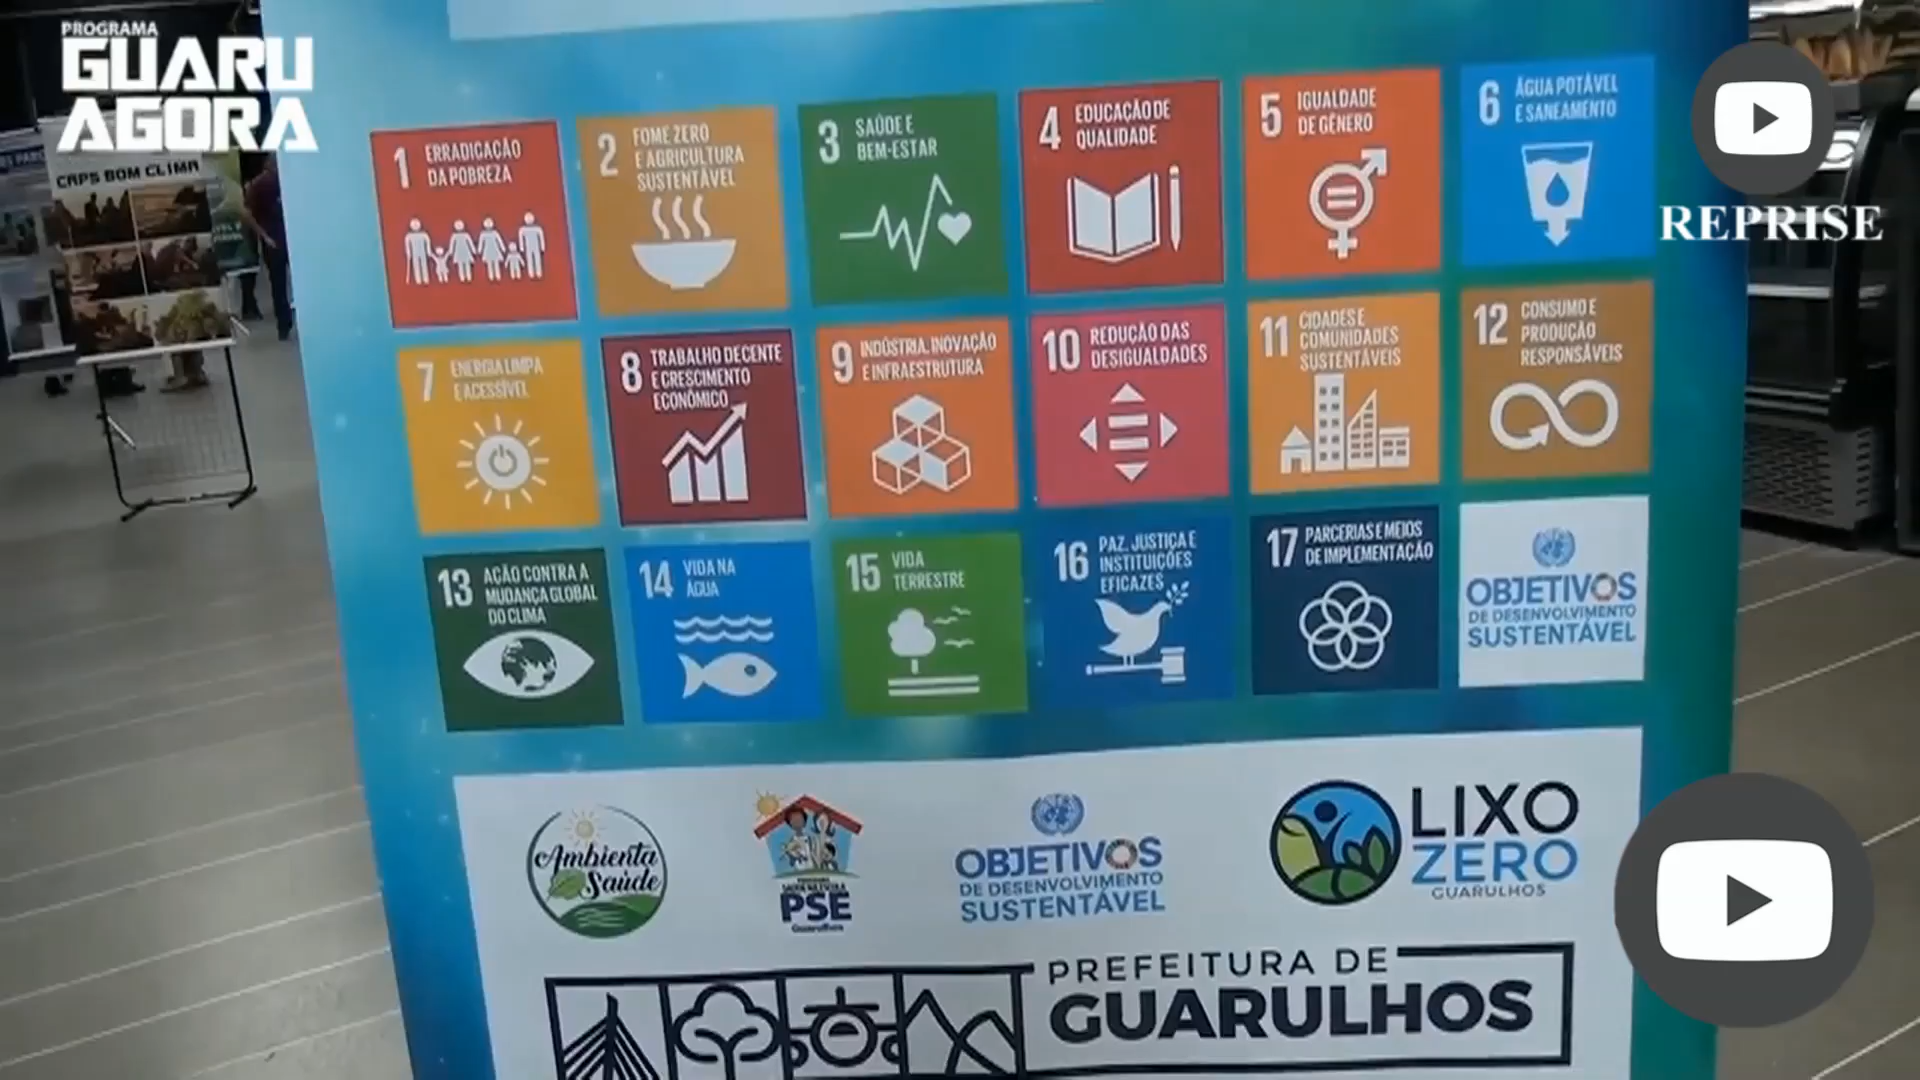 PROGRAMA
GUARU
AGORA
CAPS BOM CLIMA
REPRISE
1 ERRADICAÇÃO
DA POBREZA
2 FOME ZERO
E AGRICULTURA
SUSTENTÁVEL
3 SAÚDE E
BEM-ESTAR
4 EDUCAÇÃO DE
QUALIDADE
5 IGUALDADE
DE GÊNERO
6 ÁGUA POTÁVEL
E SANEAMENTO
7 ENERGIA LIMPA
E ACESSÍVEL
8 TRABALHO DECENTE
E CRESCIMENTO
ECONÔMICO
9 INDÚSTRIA, INOVAÇÃO
E INFRAESTRUTURA
10 REDUÇÃO DAS
DESIGUALDADES
11 CIDADES E
COMUNIDADES
SUSTENTÁVEIS
12 CONSUMO E
PRODUÇÃO
RESPONSÁVEIS
13 AÇÃO CONTRA A
MUDANÇA GLOBAL
DO CLIMA
14 VIDA NA
ÁGUA
15 VIDA
TERRESTRE
16 PAZ, JUSTIÇA E
INSTITUIÇÕES
EFICAZES
17 PARCERIAS E MEIOS
DE IMPLEMENTAÇÃO
OBJETIVOS
DE DESENVOLVIMENTO
SUSTENTÁVEL
Ambienta
Saúde
PSE
Guarulhos
OBJETIVOS
DE DESENVOLVIMENTO
SUSTENTÁVEL
LIXO
ZERO
GUARULHOS
PREFEITURA DE
GUARULHOS